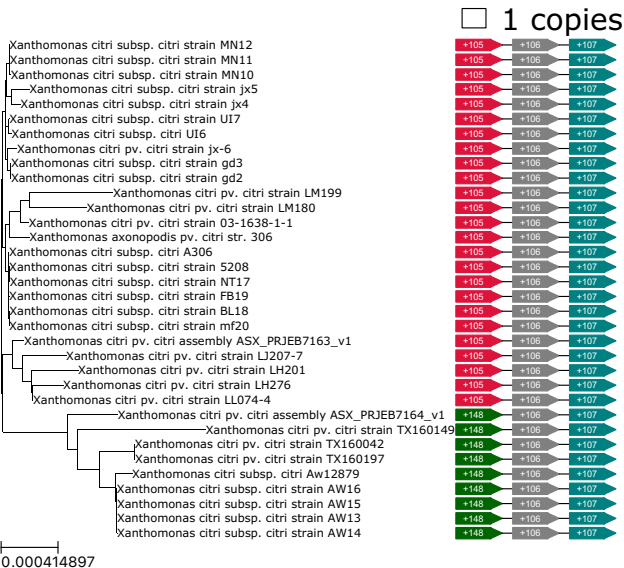 1 copies
Xanthomonas citri subsp. citri strain MN12 +105 +106 +107
Xanthomonas citri subsp. citri strain MN11 +105 +106 +107
Xanthomonas citri subsp. citri strain MN10 +105 +106 +107
Xanthomonas citri subsp. citri strain jx5 +105 +106 +107
Xanthomonas citri subsp. citri strain jx4 +105 +106 +107
Xanthomonas citri subsp. citri strain UI7 +105 +106 +107
Xanthomonas citri subsp. citri UI6 +105 +106 +107
Xanthomonas citri pv. citri strain jx-6 +105 +106 +107
Xanthomonas citri subsp. citri strain gd3 +105 +106 +107
Xanthomonas citri subsp. citri strain gd2 +105 +106 +107
Xanthomonas citri pv. citri strain LM199 +105 +106 +107
Xanthomonas citri pv. citri strain LM180 +105 +106 +107
Xanthomonas citri pv. citri strain 03-1638-1-1 +105 +106 +107
Xanthomonas axonopodis pv. citri str. 306 +105 +106 +107
Xanthomonas citri subsp. citri A306 +105 +106 +107
Xanthomonas citri subsp. citri strain 5208 +105 +106 +107
Xanthomonas citri subsp. citri strain NT17 +105 +106 +107
Xanthomonas citri subsp. citri strain FB19 +105 +106 +107
Xanthomonas citri subsp. citri strain BL18 +105 +106 +107
Xanthomonas citri subsp. citri strain mf20 +105 +106 +107
Xanthomonas citri pv. citri assembly ASX_PRJEB7163_v1 +105 +106 +107
Xanthomonas citri pv. citri strain LJ207-7 +105 +106 +107
Xanthomonas citri pv. citri strain LH201 +105 +106 +107
Xanthomonas citri pv. citri strain LH276 +105 +106 +107
Xanthomonas citri pv. citri strain LL074-4 +105 +106 +107
Xanthomonas citri pv. citri assembly ASX_PRJEB7164_v1 +148 +106 +107
Xanthomonas citri pv. citri strain TX160149 +148 +106 +107
Xanthomonas citri pv. citri strain TX160042 +148 +106 +107
Xanthomonas citri pv. citri strain TX160197 +148 +106 +107
Xanthomonas citri subsp. citri Aw12879 +148 +106 +107
Xanthomonas citri subsp. citri strain AW16 +148 +106 +107
Xanthomonas citri subsp. citri strain AW15 +148 +106 +107
Xanthomonas citri subsp. citri strain AW13 +148 +106 +107
Xanthomonas citri subsp. citri strain AW14 +148 +106 +107
0.000414897